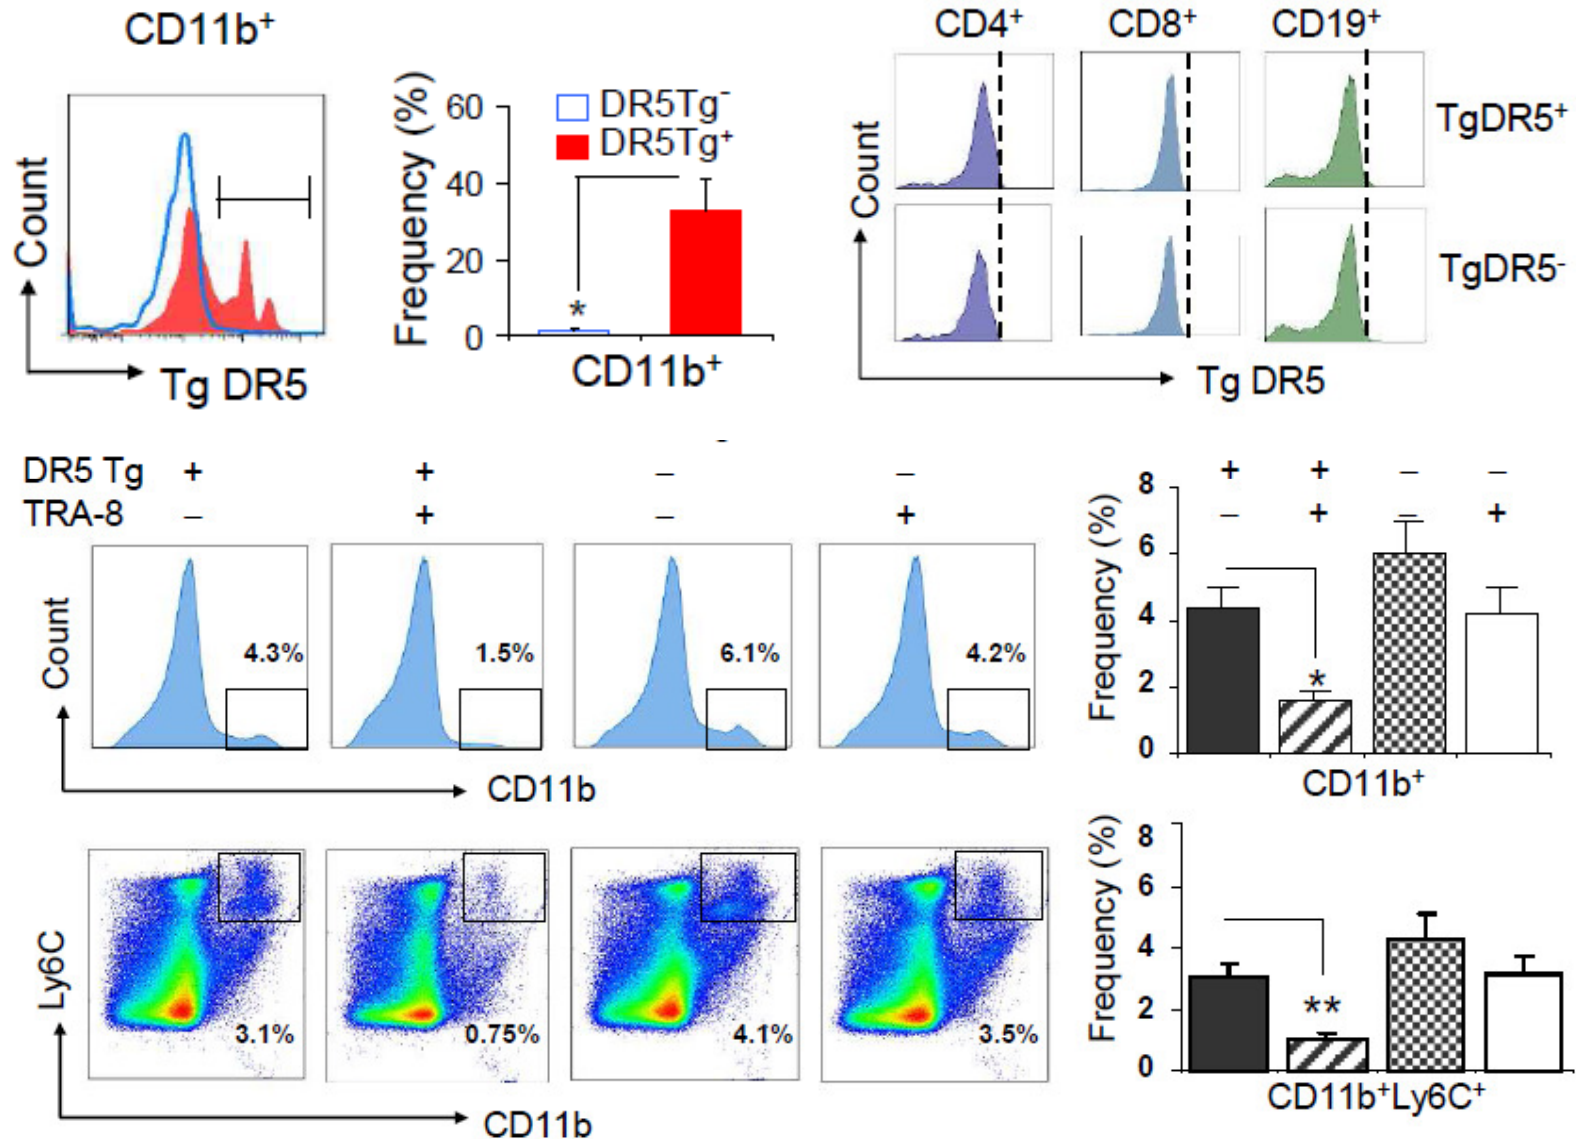 CD11b⁺
Count
Tg DR5
Frequency (%)
60
40
20
0
DR5Tg⁻
DR5Tg⁺
*
CD11b⁺
CD4⁺ CD8⁺ CD19⁺
TgDR5⁺
TgDR5⁻
Count
Tg DR5
DR5 Tg + + – –
TRA-8 – + – +
Count
4.3% 1.5% 6.1% 4.2%
CD11b
+ + – –
– + – +
Frequency (%)
8
6
4
2
0
*
CD11b⁺
Ly6C
3.1% 0.75% 4.1% 3.5%
CD11b
Frequency (%)
8
6
4
2
0
**
CD11b⁺Ly6C⁺